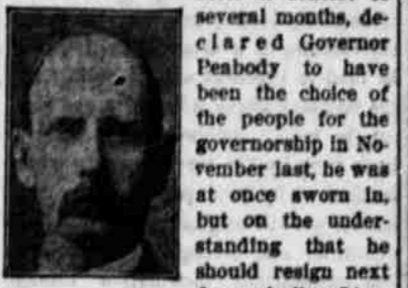 several months, de-
clared Governor
Peabody to have
been the choice of
the people for the
governorship in No-
vember last, he was
at once sworn in,
but on the under-
standing that he
should resign next